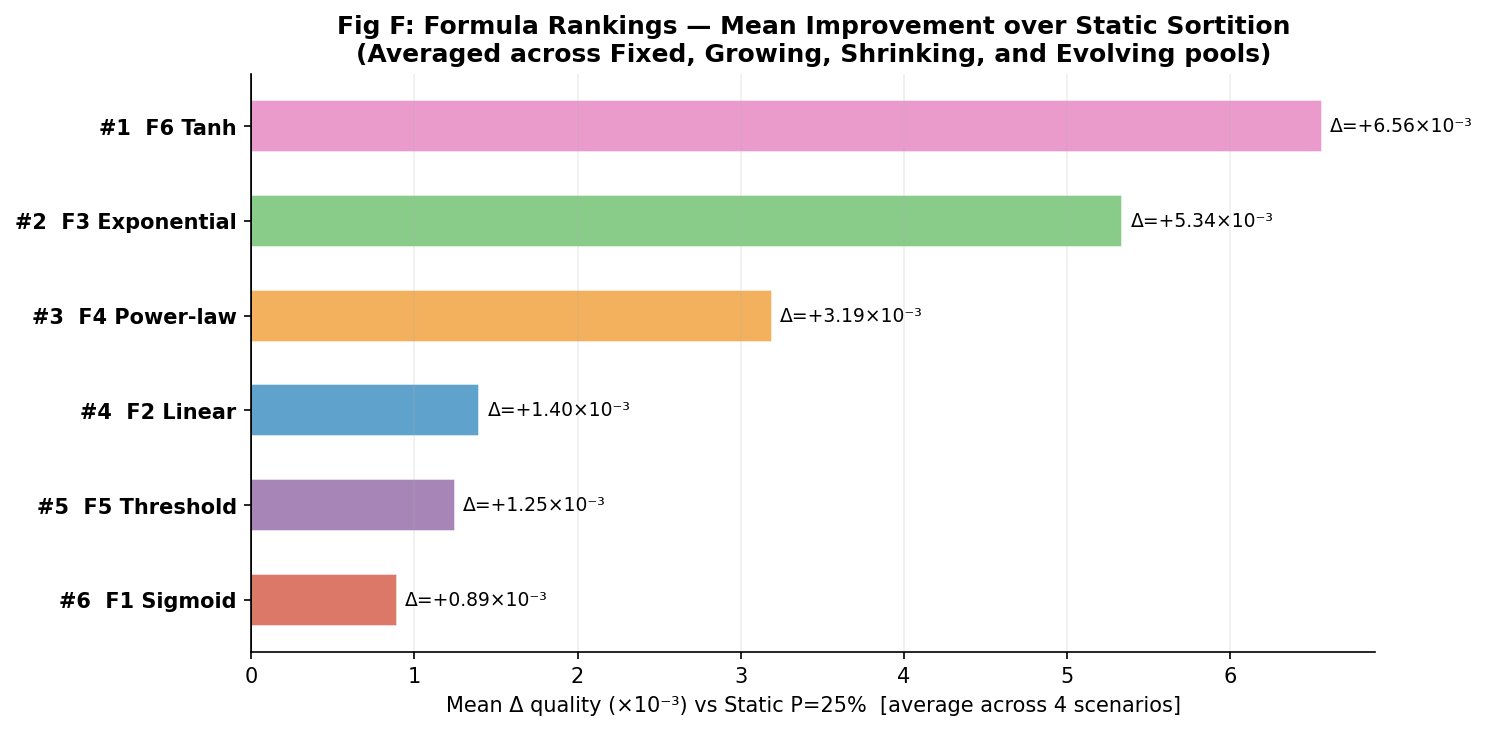 Fig F: Formula Rankings — Mean Improvement over Static Sortition
(Averaged across Fixed, Growing, Shrinking, and Evolving pools)
#1  F6 Tanh
Δ=+6.56×10⁻³
#2  F3 Exponential
Δ=+5.34×10⁻³
#3  F4 Power-law
Δ=+3.19×10⁻³
#4  F2 Linear
Δ=+1.40×10⁻³
#5  F5 Threshold
Δ=+1.25×10⁻³
#6  F1 Sigmoid
Δ=+0.89×10⁻³
0 1 2 3 4 5 6
Mean Δ quality (×10⁻³) vs Static P=25%  [average across 4 scenarios]